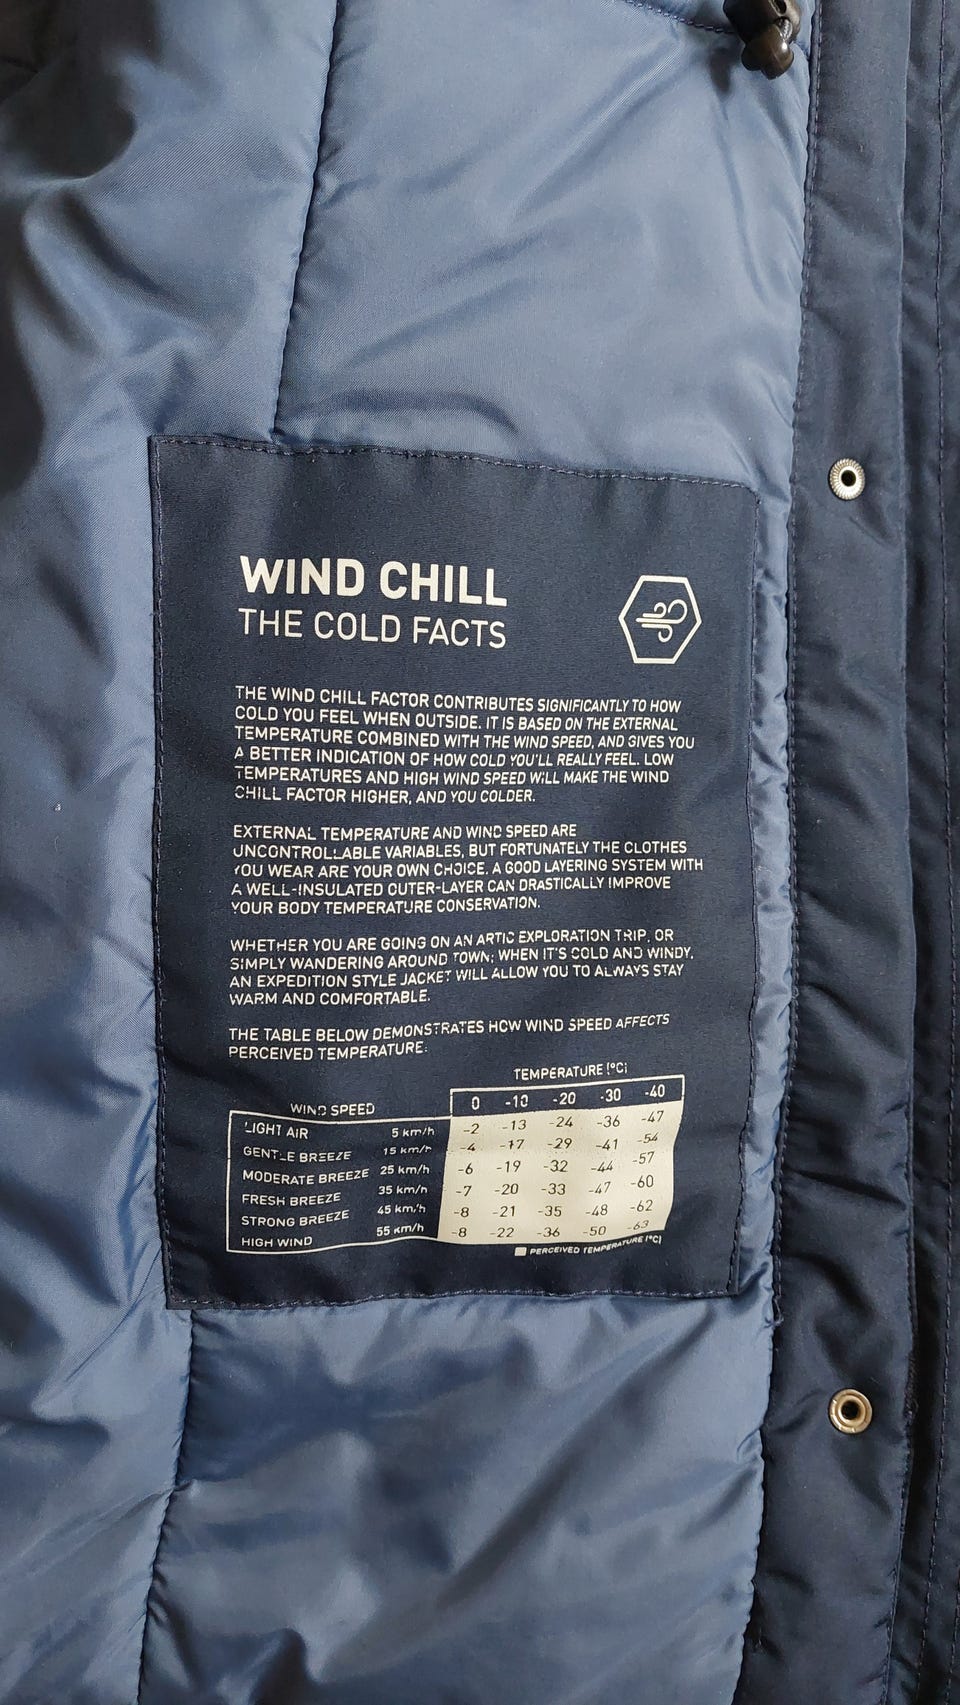 WIND CHILL
THE COLD FACTS
THE WIND CHILL FACTOR CONTRIBUTES SIGNIFICANTLY TO HOW
COLD YOU FEEL WHEN OUTSIDE. IT IS BASED ON THE EXTERNAL
TEMPERATURE COMBINED WITH THE WIND SPEED, AND GIVES YOU
A BETTER INDICATION OF HOW COLD YOU'LL REALLY FEEL. LOW
TEMPERATURES AND HIGH WIND SPEED WILL MAKE THE WIND
CHILL FACTOR HIGHER, AND YOU COLDER.
EXTERNAL TEMPERATURE AND WIND SPEED ARE
UNCONTROLLABLE VARIABLES, BUT FORTUNATELY THE CLOTHES
YOU WEAR ARE YOUR OWN CHOICE. A GOOD LAYERING SYSTEM WITH
A WELL-INSULATED OUTER-LAYER CAN DRASTICALLY IMPROVE
YOUR BODY TEMPERATURE CONSERVATION.
WHETHER YOU ARE GOING ON AN ARTIC EXPLORATION TRIP, OR
SIMPLY WANDERING AROUND TOWN; WHEN IT'S COLD AND WINDY,
AN EXPEDITION STYLE JACKET WILL ALLOW YOU TO ALWAYS STAY
WARM AND COMFORTABLE.
THE TABLE BELOW DEMONSTRATES HOW WIND SPEED AFFECTS
PERCEIVED TEMPERATURE:
TEMPERATURE (°C)
WIND SPEED 0 -10 -20 -30 -40
LIGHT AIR 5 km/h -2 -13 -24 -36 -47
GENTLE BREEZE 15 km/h -4 -17 -29 -41 -54
MODERATE BREEZE 25 km/h -6 -19 -32 -44 -57
FRESH BREEZE 35 km/h -7 -20 -33 -47 -60
STRONG BREEZE 45 km/h -8 -21 -35 -48 -62
HIGH WIND 55 km/h -8 -22 -36 -50 -63
PERCEIVED TEMPERATURE (°C)